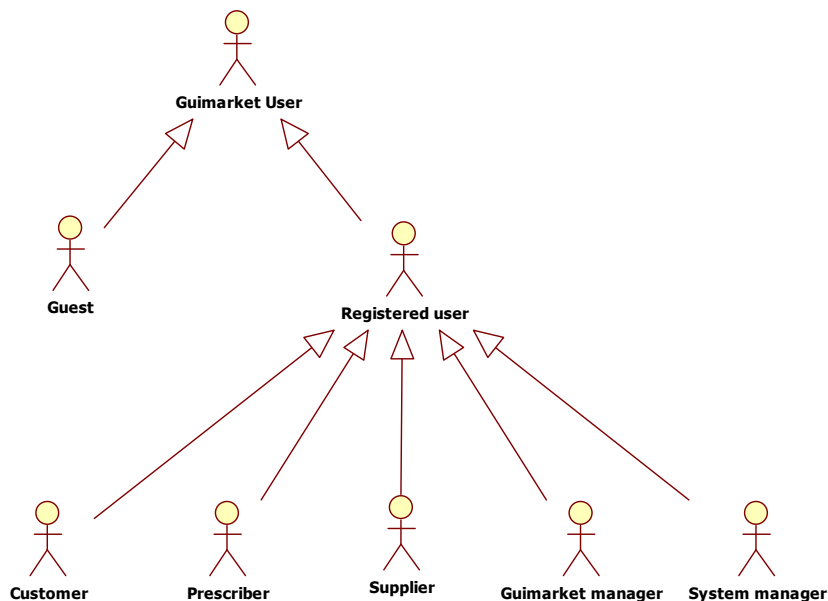 Guimarket User
Guest
Registered user
Customer
Prescriber
Supplier
Guimarket manager
System manager